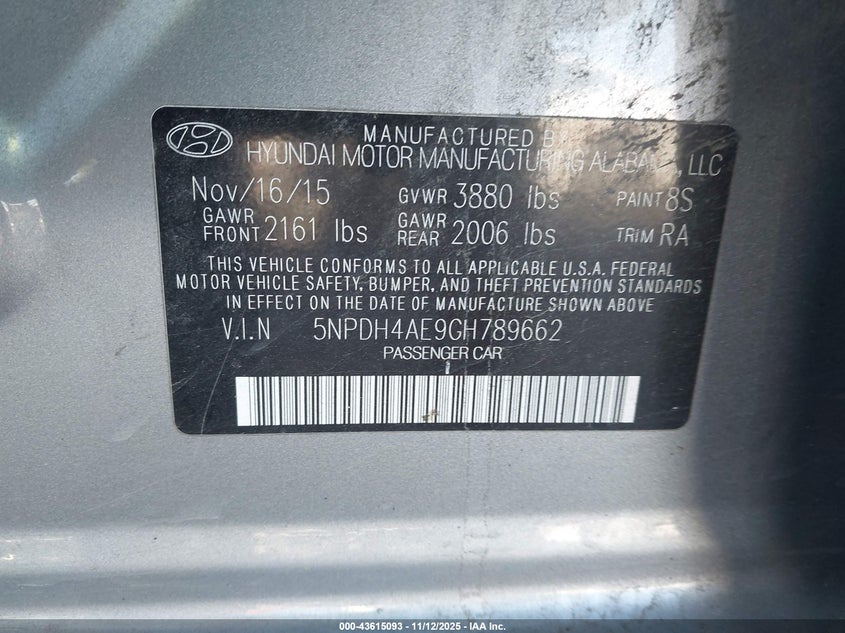 MANUFACTURED BY
HYUNDAI MOTOR MANUFACTURING ALABAMA, LLC
Nov/16/15 GVWR 3880 lbs PAINT 8S
GAWR FRONT 2161 lbs GAWR REAR 2006 lbs TRIM RA
THIS VEHICLE CONFORMS TO ALL APPLICABLE U.S.A. FEDERAL
MOTOR VEHICLE SAFETY, BUMPER, AND THEFT PREVENTION STANDARDS
IN EFFECT ON THE DATE OF MANUFACTURE SHOWN ABOVE
V.I.N 5NPDH4AE9GH789662
PASSENGER CAR
000-43615093 - 11/12/2025 - IAA Inc.